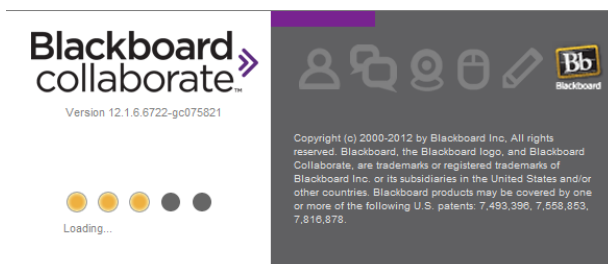 Blackboard
collaborate™
Version 12.1.6.6722-gc075821
Loading...
Bb
Blackboard
Copyright (c) 2000-2012 by Blackboard Inc, All rights
reserved. Blackboard, the Blackboard logo, and Blackboard
Collaborate, are trademarks or registered trademarks of
Blackboard Inc. or its subsidiaries in the United States and/or
other countries. Blackboard products may be covered by one
or more of the following U.S. patents: 7,493,396, 7,558,853,
7,816,878.